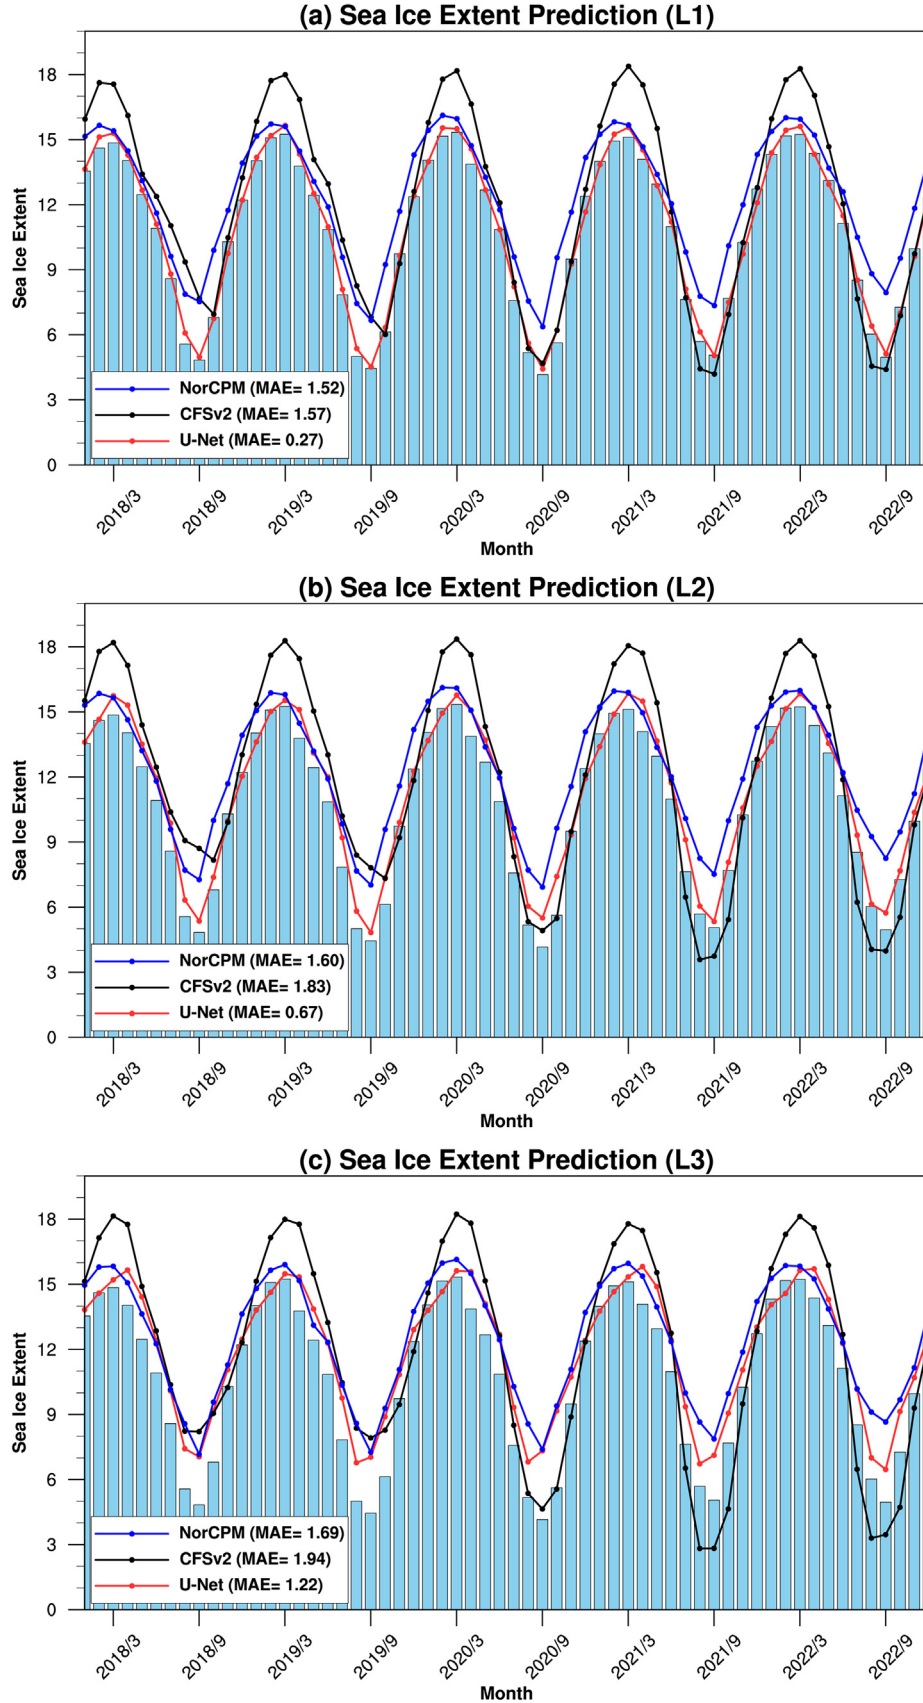 (a) Sea Ice Extent Prediction (L1)
18
15
12
9
6
3
0
Sea Ice Extent
NorCPM (MAE= 1.52)
CFSv2 (MAE= 1.57)
U-Net (MAE= 0.27)
2018/3
2018/9
2019/3
2019/9
2020/3
2020/9
2021/3
2021/9
2022/3
2022/9
Month
(b) Sea Ice Extent Prediction (L2)
18
15
12
9
6
3
0
Sea Ice Extent
NorCPM (MAE= 1.60)
CFSv2 (MAE= 1.83)
U-Net (MAE= 0.67)
2018/3
2018/9
2019/3
2019/9
2020/3
2020/9
2021/3
2021/9
2022/3
2022/9
Month
(c) Sea Ice Extent Prediction (L3)
18
15
12
9
6
3
0
Sea Ice Extent
NorCPM (MAE= 1.69)
CFSv2 (MAE= 1.94)
U-Net (MAE= 1.22)
2018/3
2018/9
2019/3
2019/9
2020/3
2020/9
2021/3
2021/9
2022/3
2022/9
Month